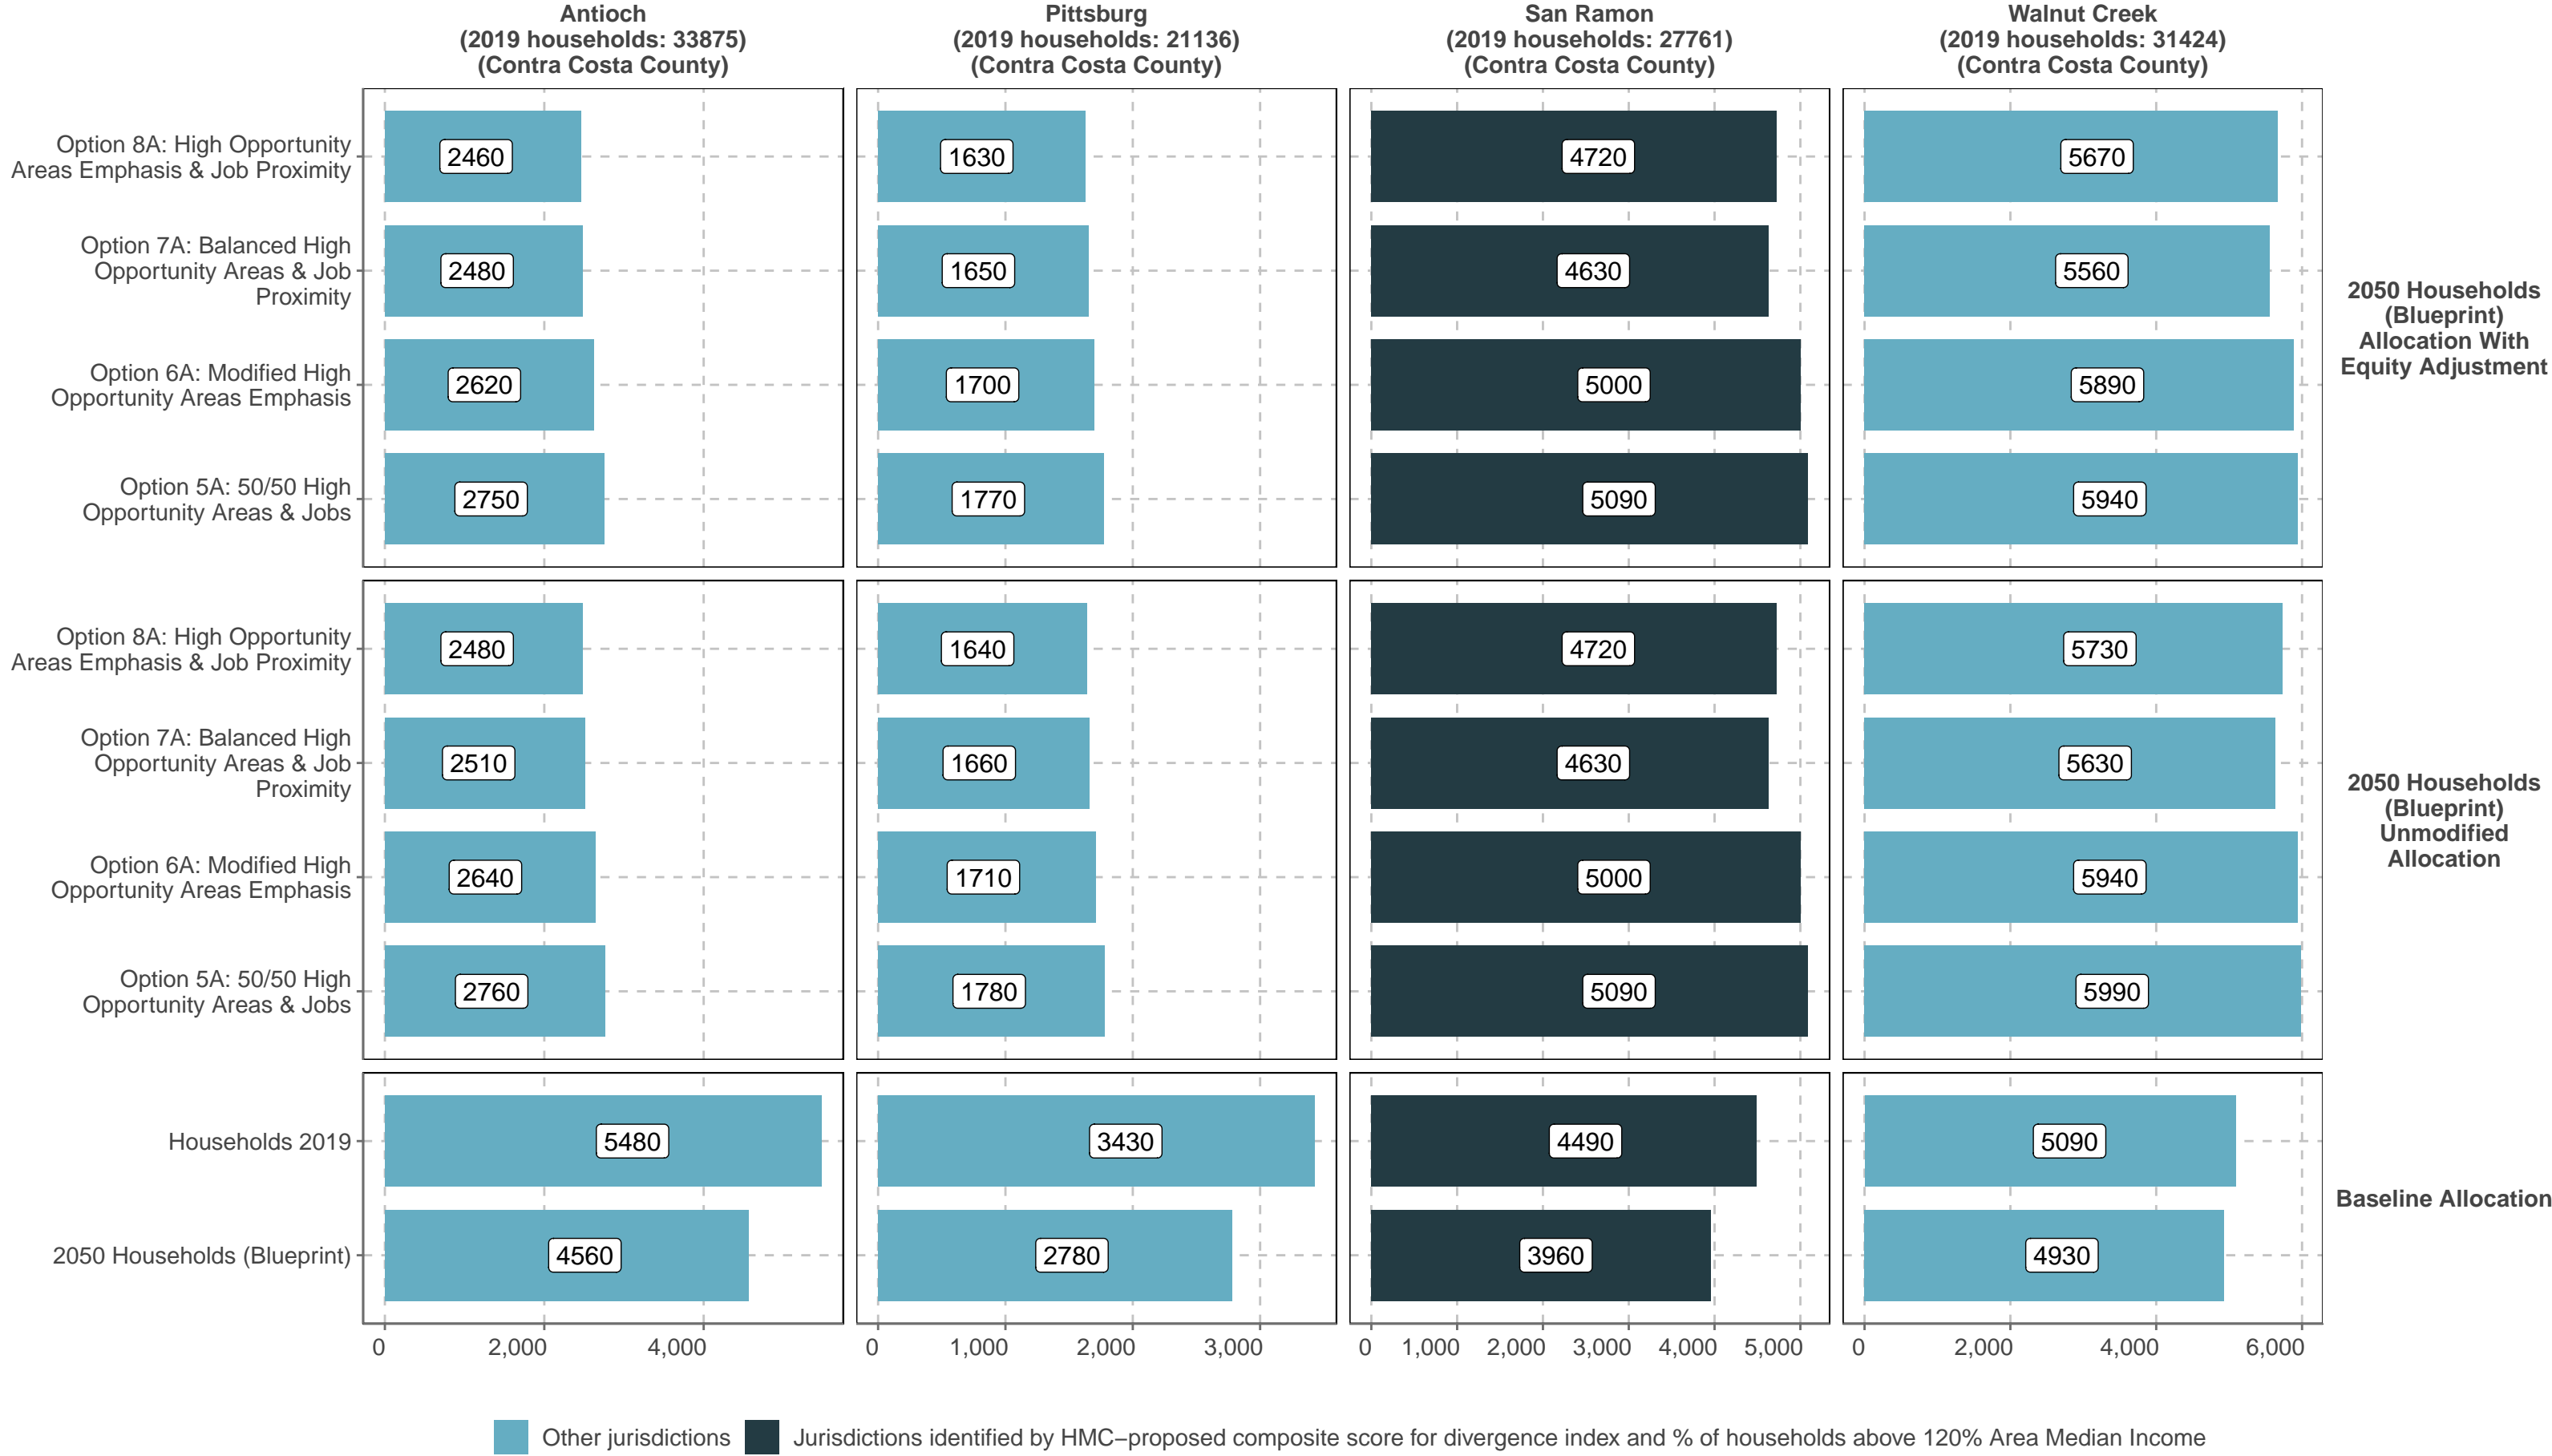 Antioch
(2019 households: 33875)
(Contra Costa County)
Pittsburg
(2019 households: 21136)
(Contra Costa County)
San Ramon
(2019 households: 27761)
(Contra Costa County)
Walnut Creek
(2019 households: 31424)
(Contra Costa County)
Option 8A: High Opportunity
Areas Emphasis & Job Proximity
2460
1630
4720
5670
Option 7A: Balanced High
Opportunity Areas & Job
Proximity
2480
1650
4630
5560
Option 6A: Modified High
Opportunity Areas Emphasis
2620
1700
5000
5890
Option 5A: 50/50 High
Opportunity Areas & Jobs
2750
1770
5090
5940
2050 Households
(Blueprint)
Allocation With
Equity Adjustment
Option 8A: High Opportunity
Areas Emphasis & Job Proximity
2480
1640
4720
5730
Option 7A: Balanced High
Opportunity Areas & Job
Proximity
2510
1660
4630
5630
Option 6A: Modified High
Opportunity Areas Emphasis
2640
1710
5000
5940
Option 5A: 50/50 High
Opportunity Areas & Jobs
2760
1780
5090
5990
2050 Households
(Blueprint)
Unmodified
Allocation
Households 2019
5480
3430
4490
5090
2050 Households (Blueprint)
4560
2780
3960
4930
Baseline Allocation
0 2,000 4,000
0 1,000 2,000 3,000
0 1,000 2,000 3,000 4,000 5,000
0 2,000 4,000 6,000
Other jurisdictions
Jurisdictions identified by HMC−proposed composite score for divergence index and % of households above 120% Area Median Income